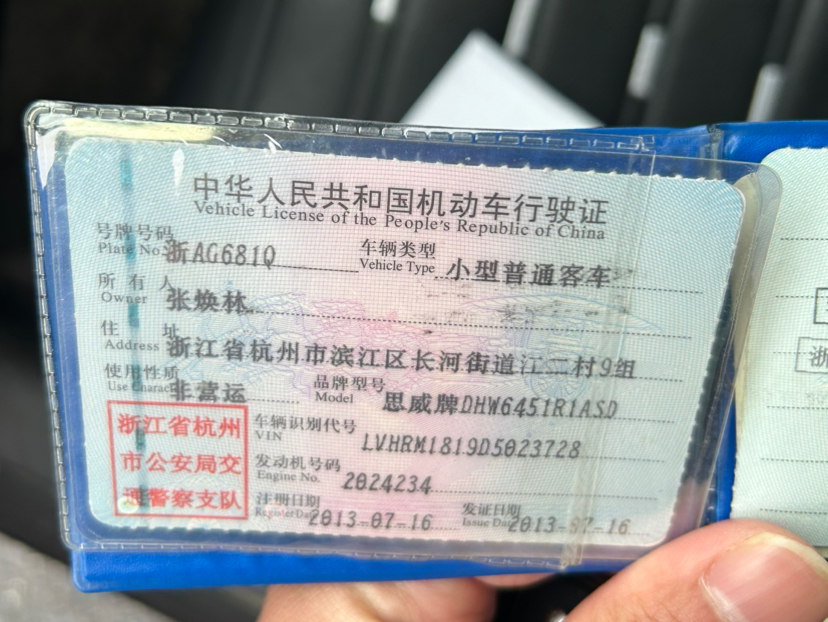 中华人民共和国机动车行驶证
Vehicle License of the People's Republic of China
号牌号码 浙AG681Q 车辆类型 小型普通客车
Plate No. Vehicle Type
所有人 张焕林
Owner
住址 浙江省杭州市滨江区长河街道江二村9组
Address
使用性质 非营运 品牌型号 思威牌DHW6451R1ASD
Use Charac Model
浙江省杭州
市公安局交
通警察支队
车辆识别代号 LVHRM1819D5023728
VIN
发动机号码 2024234
Engine No.
注册日期 2013-07-16 发证日期 2013-07-16
Register Da Issue Da
浙